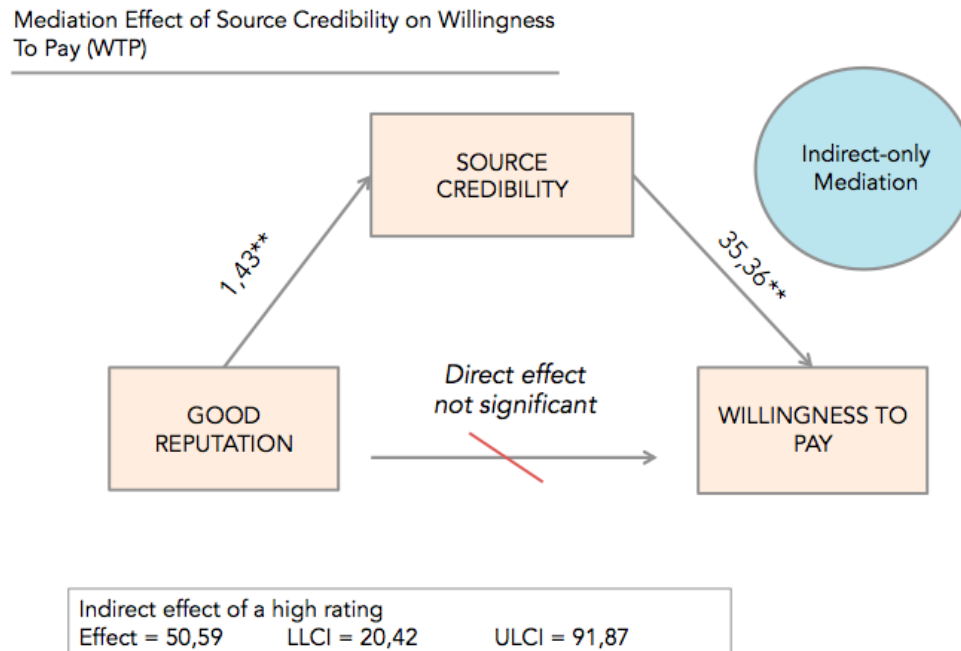 Mediation Effect of Source Credibility on Willingness
To Pay (WTP)
SOURCE
CREDIBILITY
Indirect-only
Mediation
1,43**
35,36**
Direct effect
not significant
GOOD
REPUTATION
WILLINGNESS TO
PAY
Indirect effect of a high rating
Effect = 50,59 LLCI = 20,42 ULCI = 91,87